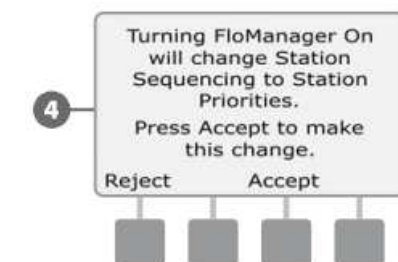 Turning FloManager On
will change Station
Sequencing to Station
Priorities.
Press Accept to make
this change.
4
Reject Accept